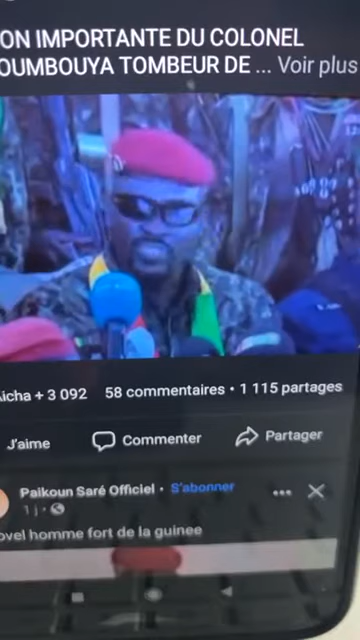 ON IMPORTANTE DU COLONEL
OUMBOUYA TOMBEUR DE ... Voir plus
icha + 3 092 58 commentaires • 1 115 partages
J'aime Commenter Partager
Paikoun Saré Officiel • S'abonner
1 j •
ovel homme fort de la guinee